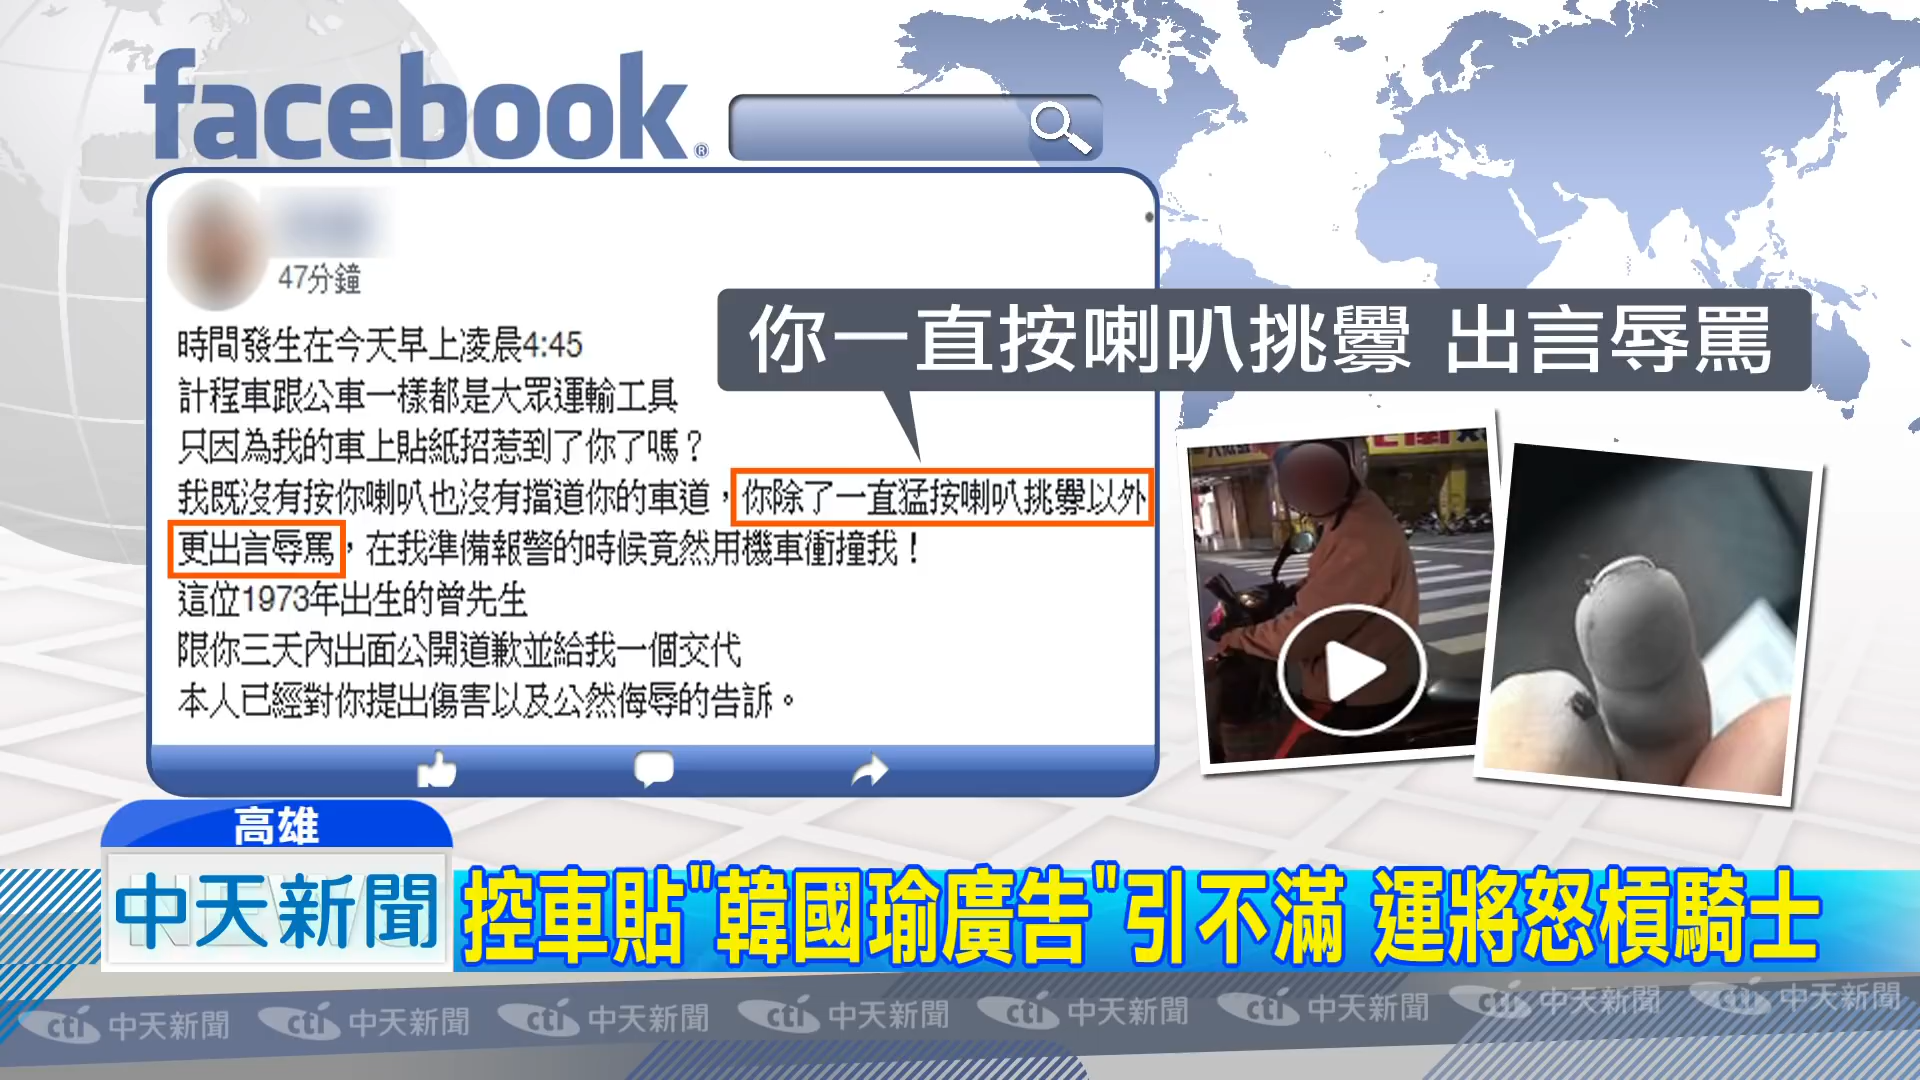 facebook®
47分鐘
時間發生在今天早上凌晨4:45
計程車跟公車一樣都是大眾運輸工具
只因為我的車上貼紙招惹到了你了嗎？
我既沒有按你喇叭也沒有擋道你的車道，你除了一直猛按喇叭挑釁以外
更出言辱罵，在我準備報警的時候竟然用機車衝撞我！
這位1973年出生的曾先生
限你三天內出面公開道歉並給我一個交代
本人已經對你提出傷害以及公然侮辱的告訴。
你一直按喇叭挑釁 出言辱罵
高雄
中天新聞
NEWS
控車貼"韓國瑜廣告"引不滿 運將怒槓騎士
cti 中天新聞 cti 中天新聞 cti 中天新聞 cti 中天新聞 cti 中天新聞 cti 中天新聞 cti 中天新聞 cti 中天新聞